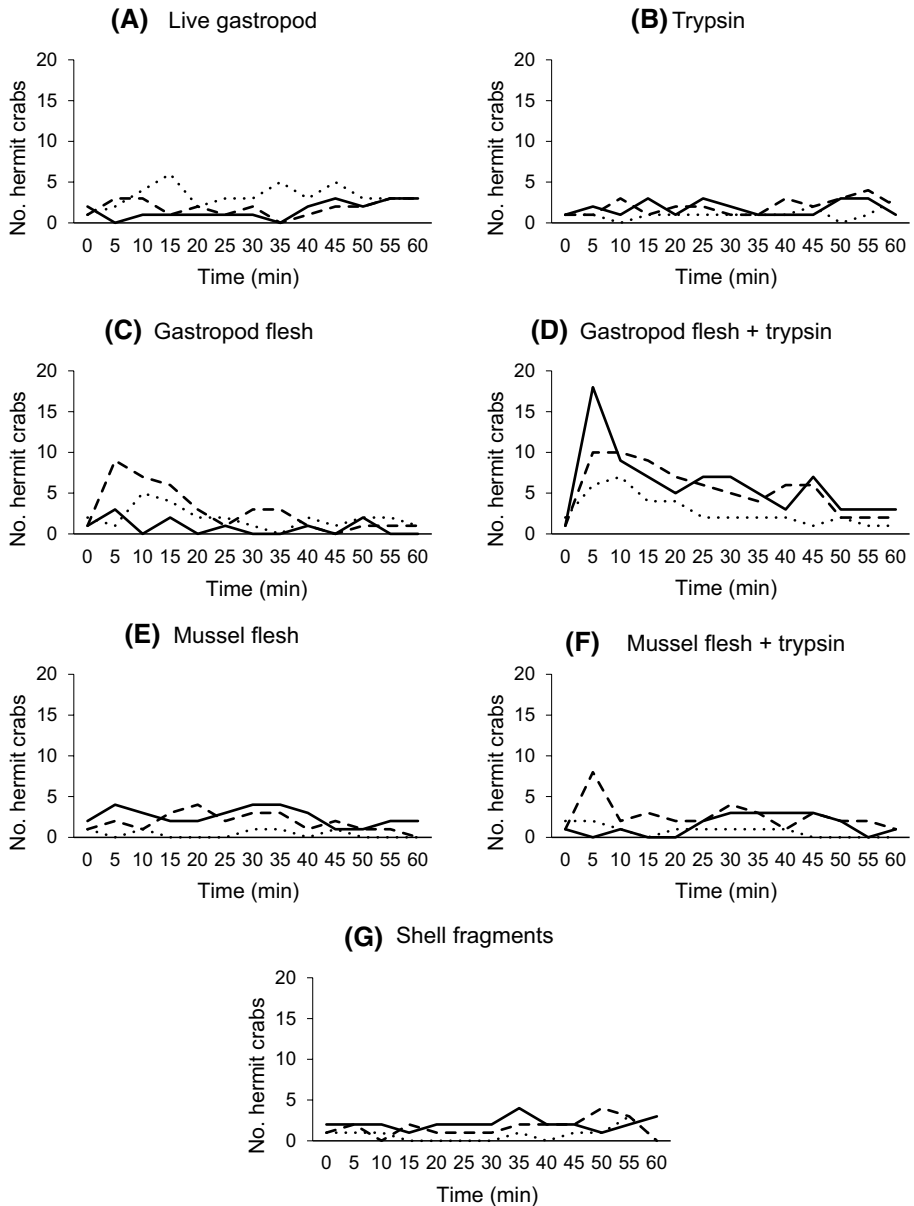 (A) Live gastropod
20
15
10
5
0
No. hermit crabs
0 5 10 15 20 25 30 35 40 45 50 55 60
Time (min)
(B) Trypsin
20
15
10
5
0
No. hermit crabs
0 5 10 15 20 25 30 35 40 45 50 55 60
Time (min)
(C) Gastropod flesh
20
15
10
5
0
No. hermit crabs
0 5 10 15 20 25 30 35 40 45 50 55 60
Time (min)
(D) Gastropod flesh + trypsin
20
15
10
5
0
No. hermit crabs
0 5 10 15 20 25 30 35 40 45 50 55 60
Time (min)
(E) Mussel flesh
20
15
10
5
0
No. hermit crabs
0 5 10 15 20 25 30 35 40 45 50 55 60
Time (min)
(F) Mussel flesh + trypsin
20
15
10
5
0
No. hermit crabs
0 5 10 15 20 25 30 35 40 45 50 55 60
Time (min)
(G) Shell fragments
20
15
10
5
0
No. hermit crabs
0 5 10 15 20 25 30 35 40 45 50 55 60
Time (min)